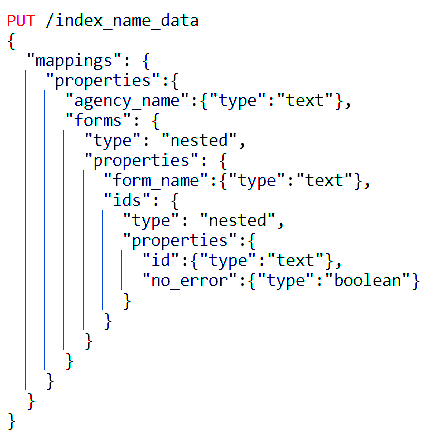 PUT /index_name_data
{
  "mappings": {
    "properties":{
      "agency_name":{"type":"text"},
      "forms": {
        "type": "nested",
        "properties": {
          "form_name":{"type":"text"},
          "ids": {
            "type": "nested",
            "properties":{
              "id":{"type":"text"},
              "no_error":{"type":"boolean"}
            }
          }
        }
      }
    }
  }
}